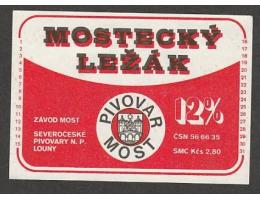 MOSTECKÝ
LEŽÁK
PIVOVAR
MOST
12%
ZÁVOD MOST
SEVEROČESKÉ
PIVOVARY N. P.
LOUNY
ČSN 56 66 35
SMC Kčs 2,80